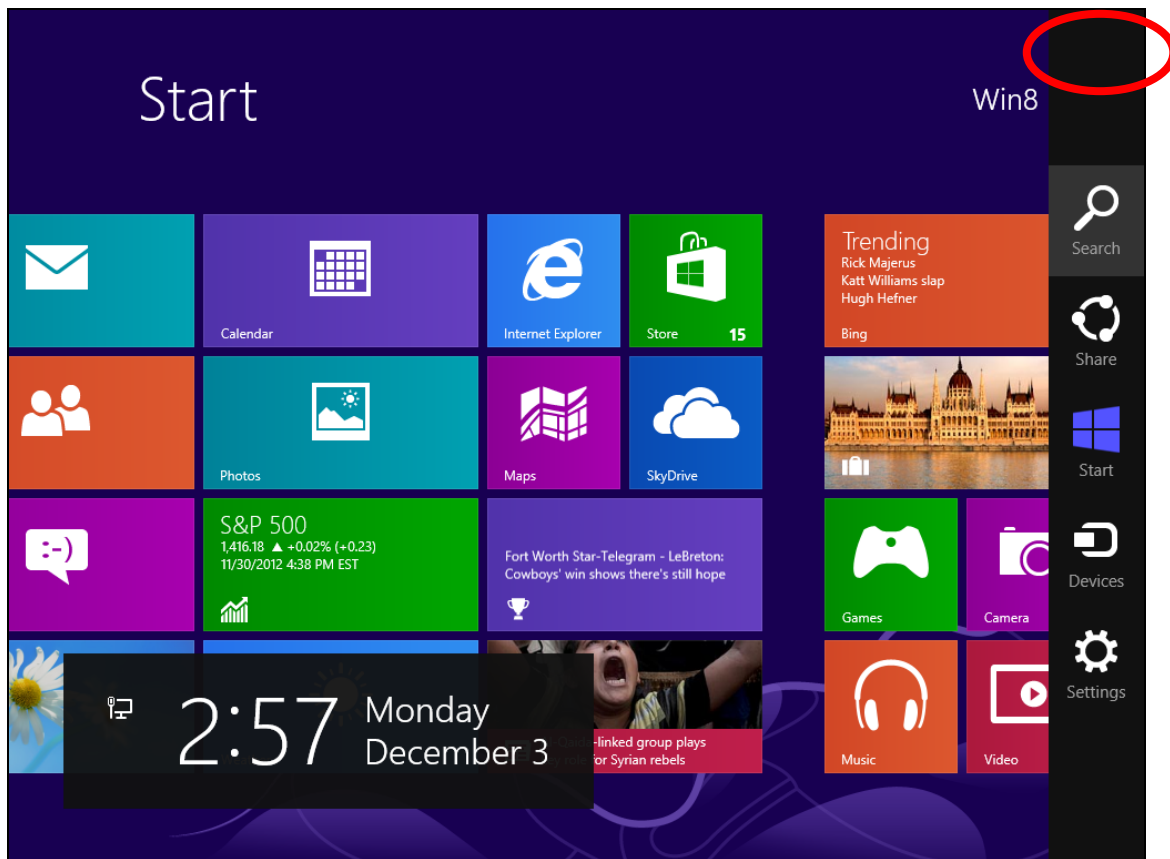 Start
Win8
Calendar
Internet Explorer
Store
15
Trending
Rick Majerus
Katt Williams slap
Hugh Hefner
Bing
Photos
Maps
SkyDrive
S&P 500
1,416.18 ▲ +0.02% (+0.23)
11/30/2012 4:38 PM EST
:-)
Fort Worth Star-Telegram - LeBreton:
Cowboys' win shows there's still hope
Games
Camera
-linked group plays
for Syrian rebels
Music
Video
2:57
Monday
December 3
Search
Share
Start
Devices
Settings